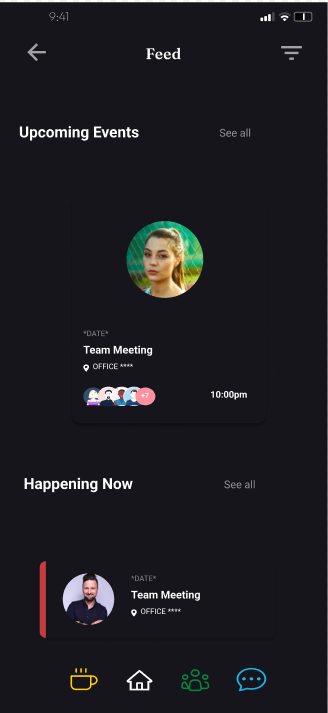 9:41
Feed
Upcoming Events See all
*DATE*
Team Meeting
OFFICE ****
+7 10:00pm
Happening Now See all
*DATE*
Team Meeting
OFFICE ****